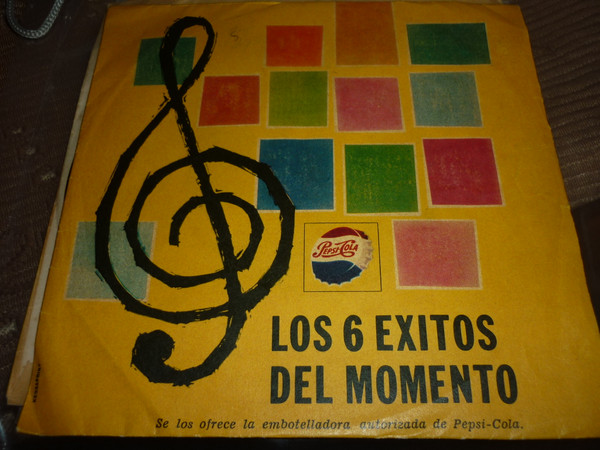 PEPSI-COLA
LOS 6 EXITOS
DEL MOMENTO
Se los ofrece la embotelladora autorizada de Pepsi-Cola.